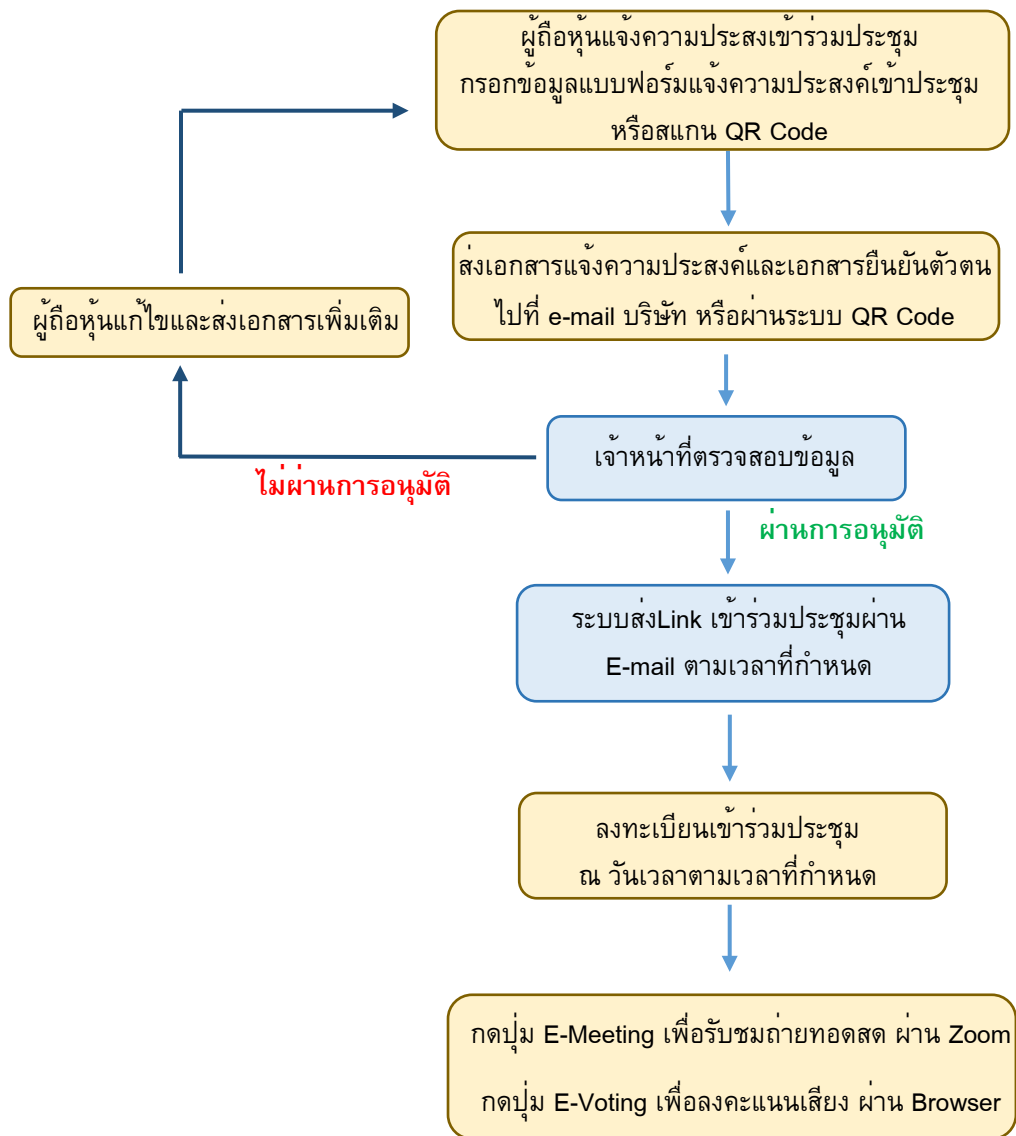 ผู้ถือหุ้นแจ้งความประสงเข้าร่วมประชุม
กรอกข้อมูลแบบฟอร์มแจ้งความประสงค์เข้าประชุม
หรือสแกน QR Code
ส่งเอกสารแจ้งความประสงค์และเอกสารยืนยันตัวตน
ไปที่ e-mail บริษัท หรือผ่านระบบ QR Code
ผู้ถือหุ้นแก้ไขและส่งเอกสารเพิ่มเติม
เจ้าหน้าที่ตรวจสอบข้อมูล
ไม่ผ่านการอนุมัติ
ผ่านการอนุมัติ
ระบบส่งLink เข้าร่วมประชุมผ่าน
E-mail ตามเวลาที่กำหนด
ลงทะเบียนเข้าร่วมประชุม
ณ วันเวลาตามเวลาที่กำหนด
กดปุ่ม E-Meeting เพื่อรับชมถ่ายทอดสด ผ่าน Zoom
กดปุ่ม E-Voting เพื่อลงคะแนนเสียง ผ่าน Browser